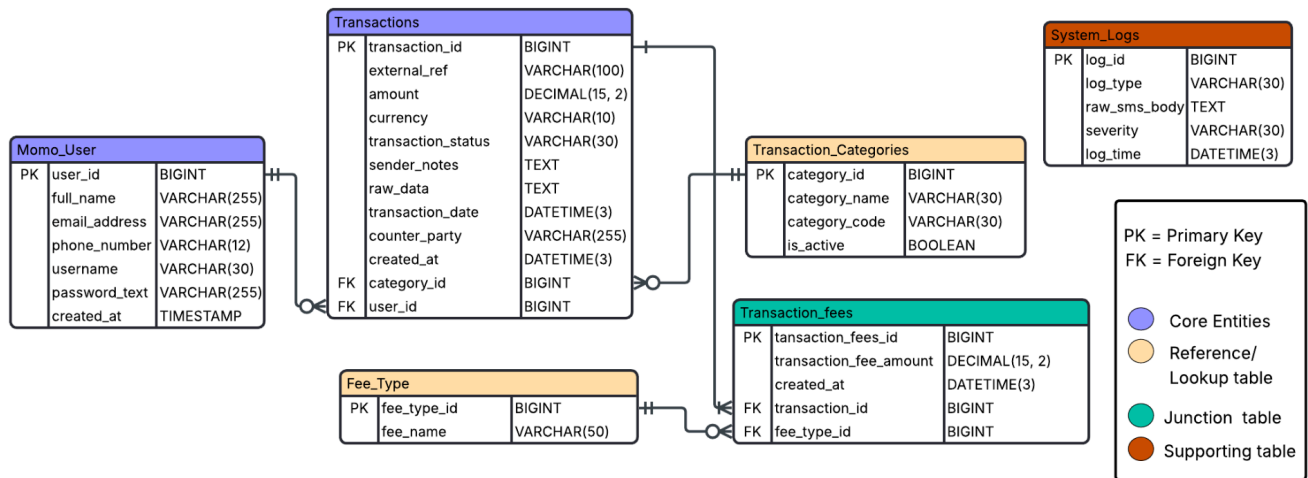 Transactions
PK transaction_id BIGINT
external_ref VARCHAR(100)
amount DECIMAL(15, 2)
currency VARCHAR(10)
transaction_status VARCHAR(30)
sender_notes TEXT
raw_data TEXT
transaction_date DATETIME(3)
counter_party VARCHAR(255)
created_at DATETIME(3)
FK category_id BIGINT
FK user_id BIGINT
System_Logs
PK log_id BIGINT
log_type VARCHAR(30)
raw_sms_body TEXT
severity VARCHAR(30)
log_time DATETIME(3)
Momo_User
PK user_id BIGINT
full_name VARCHAR(255)
email_address VARCHAR(255)
phone_number VARCHAR(12)
username VARCHAR(30)
password_text VARCHAR(255)
created_at TIMESTAMP
Transaction_Categories
PK category_id BIGINT
category_name VARCHAR(30)
category_code VARCHAR(30)
is_active BOOLEAN
Fee_Type
PK fee_type_id BIGINT
fee_name VARCHAR(50)
Transaction_fees
PK tansaction_fees_id BIGINT
transaction_fee_amount DECIMAL(15, 2)
created_at DATETIME(3)
FK transaction_id BIGINT
FK fee_type_id BIGINT
PK = Primary Key
FK = Foreign Key
Core Entities
Reference/
Lookup table
Junction table
Supporting table